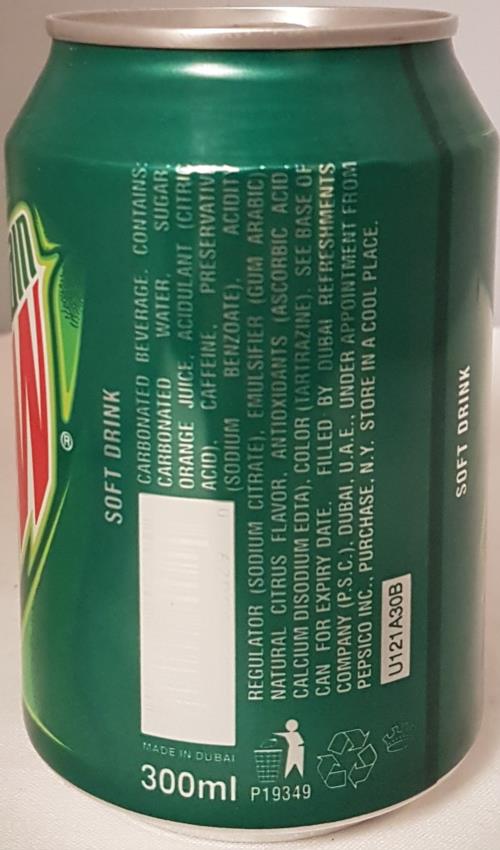 SOFT DRINK
CARBONATED BEVERAGE. CONTAINS:
CARBONATED WATER, SUGAR,
ORANGE JUICE, ACIDULANT (CITRIC
ACID), CAFFEINE, PRESERVATIVE
(SODIUM BENZOATE), ACIDITY
REGULATOR (SODIUM CITRATE), EMULSIFIER (GUM ARABIC)
NATURAL CITRUS FLAVOR, ANTIOXIDANTS (ASCORBIC ACID
CALCIUM DISODIUM EDTA), COLOR (TARTRAZINE). SEE BASE OF
CAN FOR EXPIRY DATE. FILLED BY DUBAI REFRESHMENTS
COMPANY (P.S.C.), DUBAI, U.A.E., UNDER APPOINTMENT FROM
PEPSICO INC., PURCHASE, N.Y. STORE IN A COOL PLACE.
U121A30B
MADE IN DUBAI
300ml
P19349
SOFT DRINK
N
®